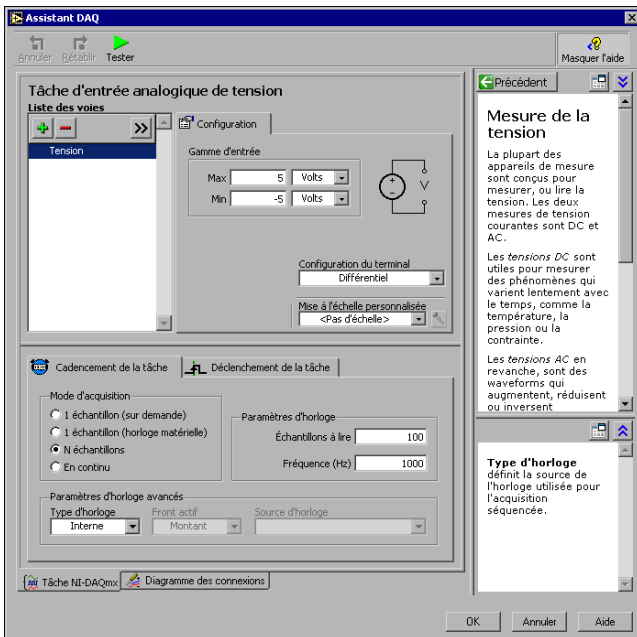 Assistant DAQ
Annuler Rétablir Tester
Masquer l'aide
Tâche d'entrée analogique de tension
Liste des voies
Tension
Configuration
Gamme d'entrée
Max 5 Volts
Min -5 Volts
V
Configuration du terminal
Différentiel
Mise à l'échelle personnalisée
<Pas d'échelle>
Cadencement de la tâche
Déclenchement de la tâche
Mode d'acquisition
1 échantillon (sur demande)
1 échantillon (horloge matérielle)
N échantillons
En continu
Paramètres d'horloge
Échantillons à lire 100
Fréquence (Hz) 1000
Paramètres d'horloge avancés
Type d'horloge Front actif Source d'horloge
Interne Montant
Tâche NI-DAQmx Diagramme des connexions
Précédent
Mesure de la
tension
La plupart des
appareils de mesure
sont conçus pour
mesurer, ou lire la
tension. Les deux
mesures de tension
courantes sont DC et
AC.
Les tensions DC sont
utiles pour mesurer
des phénomènes qui
varient lentement avec
le temps, comme la
température, la
pression ou la
contrainte.
Les tensions AC en
revanche, sont des
waveforms qui
augmentent, réduisent
ou inversent
Type d'horloge
définit la source de
l'horloge utilisée pour
l'acquisition
séquencée.
OK Annuler Aide